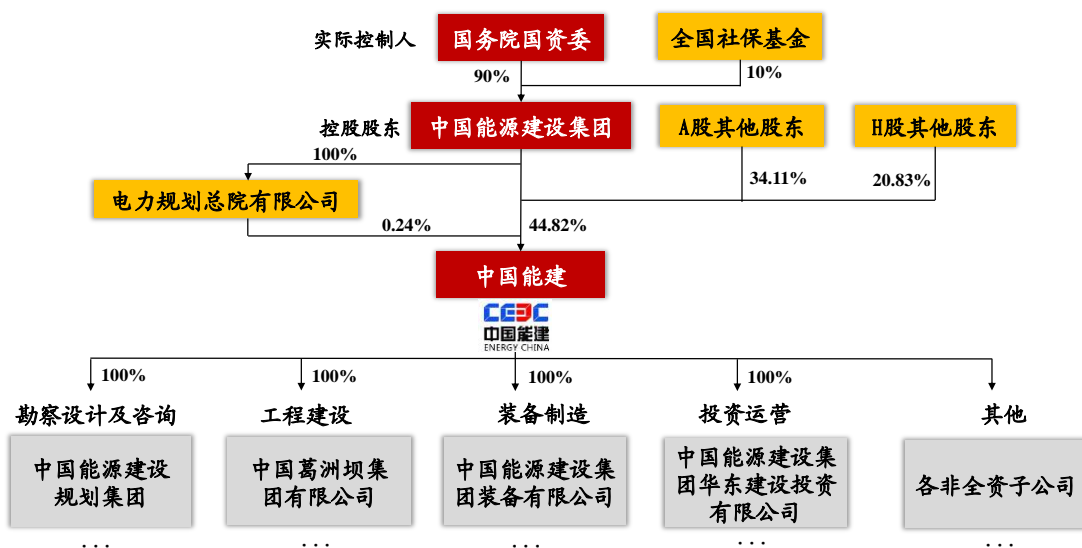 实际控制人
国务院国资委
全国社保基金
90%
10%
控股股东
中国能源建设集团
A股其他股东
H股其他股东
100%
34.11%
20.83%
电力规划总院有限公司
0.24%
44.82%
中国能建
CEEC
中国能建
ENERGY CHINA
100%
100%
100%
100%
勘察设计及咨询
工程建设
装备制造
投资运营
其他
中国能源建设
规划集团
中国葛洲坝集
团有限公司
中国能源建设集
团装备有限公司
中国能源建设集
团华东建设投资
有限公司
各非全资子公司
...
...
...
...
...